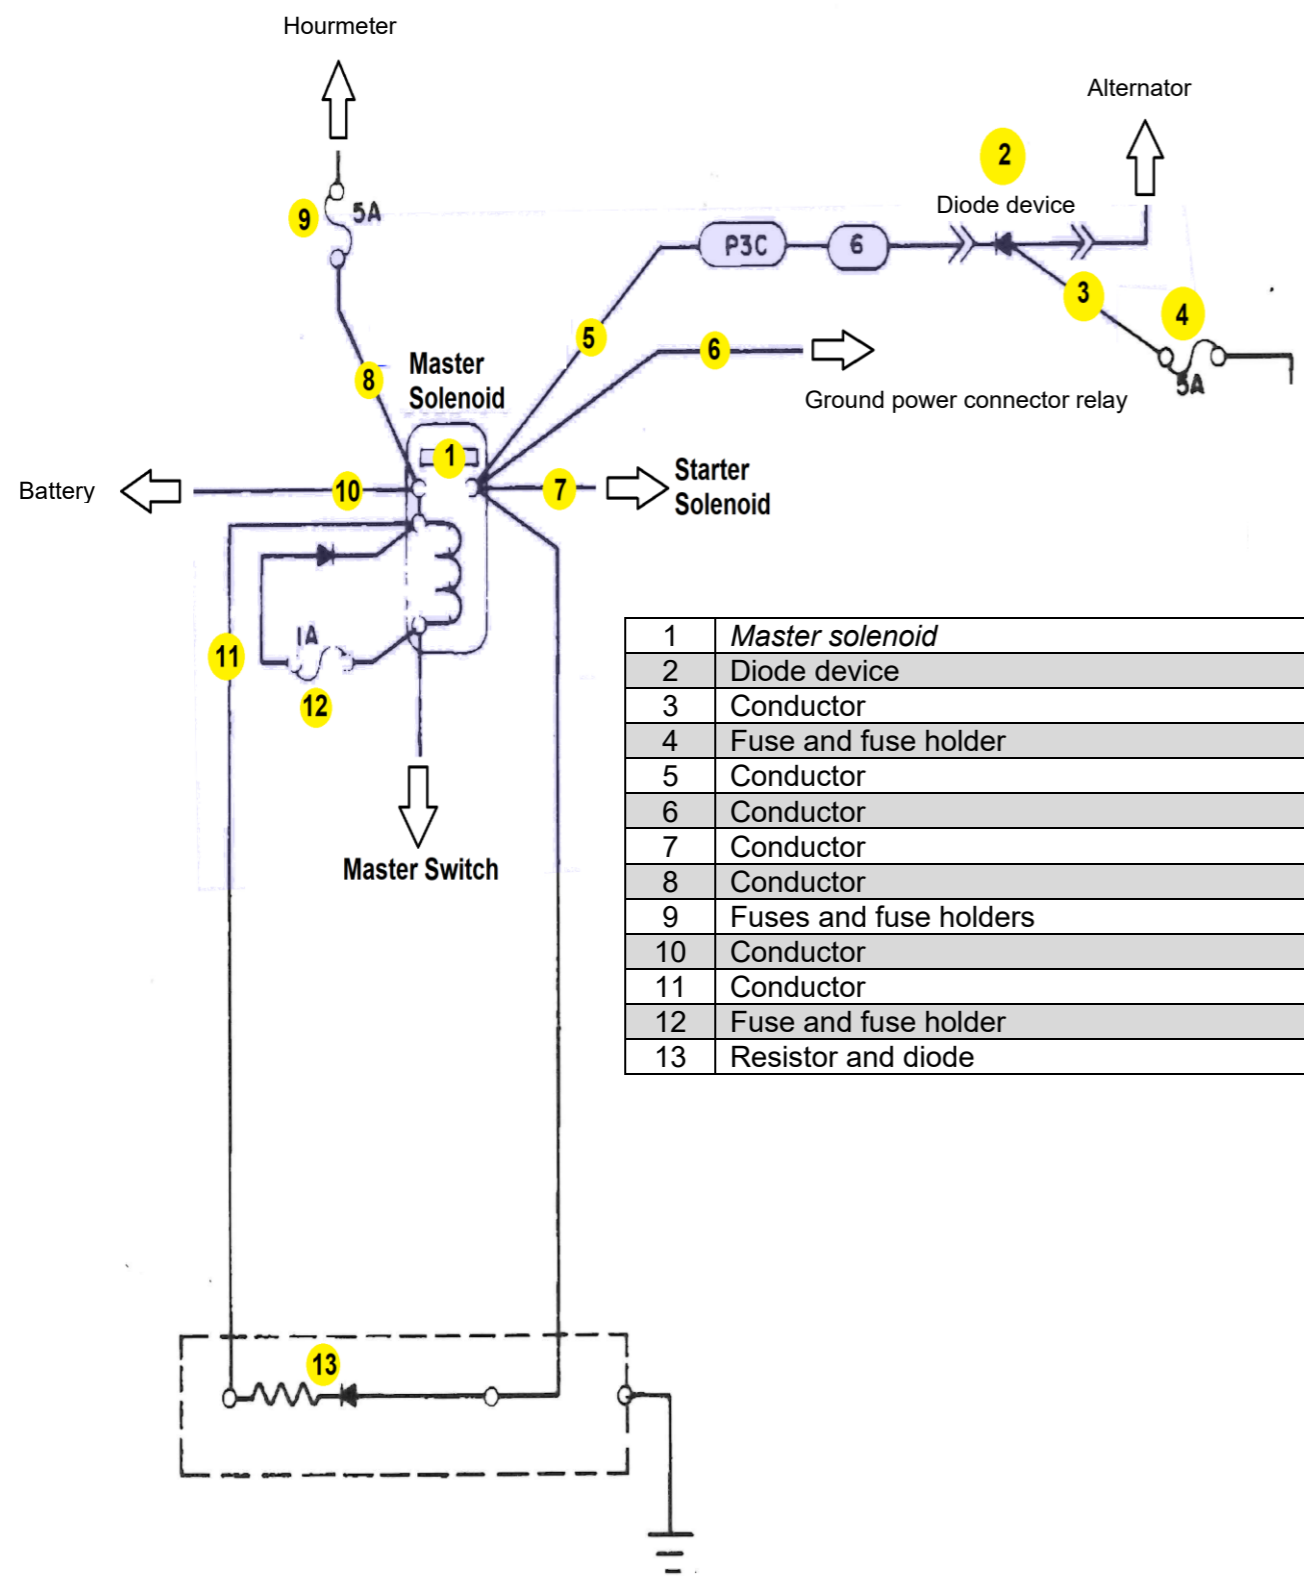 Hourmeter
Alternator
2
Diode device
9
5A
P3C
6
3
4
5A
5
6
Ground power connector relay
8
Master
Solenoid
1
Battery
10
7
Starter
Solenoid
11
1A
12
Master Switch
1 Master solenoid
2 Diode device
3 Conductor
4 Fuse and fuse holder
5 Conductor
6 Conductor
7 Conductor
8 Conductor
9 Fuses and fuse holders
10 Conductor
11 Conductor
12 Fuse and fuse holder
13 Resistor and diode
13